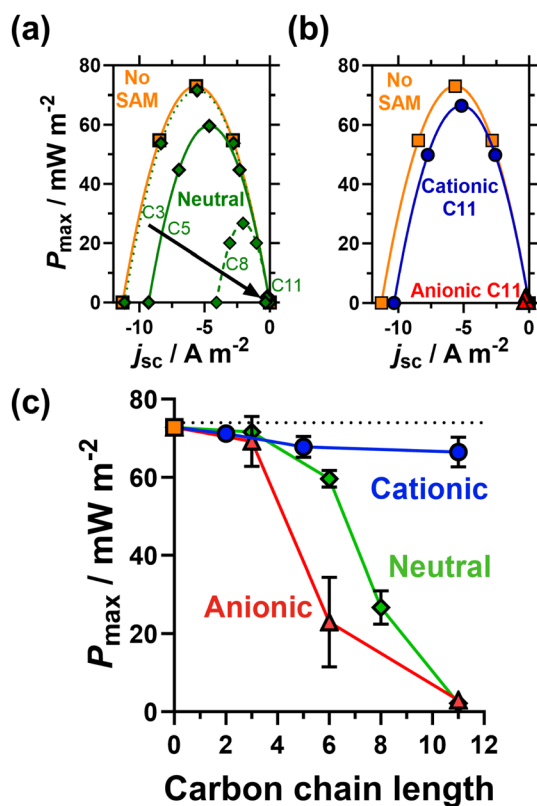 (a)
(b)
80
60
40
20
0
P_max / mW m⁻²
No
SAM
Neutral
C3
C5
C8
C11
-10
-5
0
j_sc / A m⁻²
80
60
40
20
0
No
SAM
Cationic
C11
Anionic C11
-10
-5
0
j_sc / A m⁻²
(c)
80
60
40
20
0
P_max / mW m⁻²
Cationic
Neutral
Anionic
0 2 4 6 8 10 12
Carbon chain length